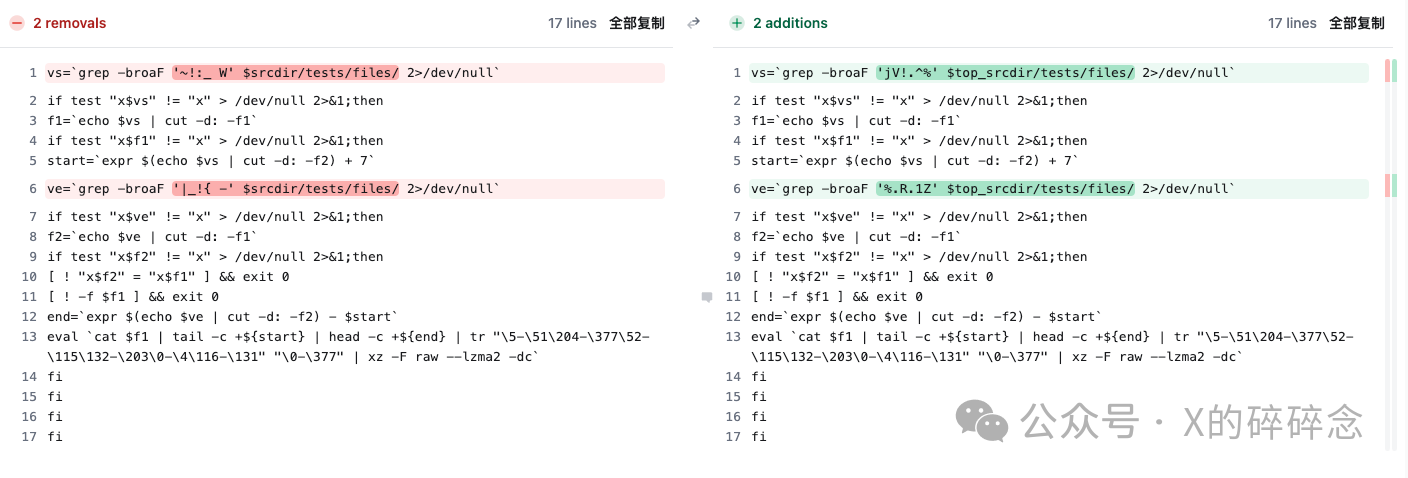 2 removals
17 lines 全部复制
1 vs=`grep -broaF '~!:_ W' $srcdir/tests/files/ 2>/dev/null`
2 if test "x$vs" != "x" > /dev/null 2>&1;then
3 f1=`echo $vs | cut -d: -f1`
4 if test "x$f1" != "x" > /dev/null 2>&1;then
5 start=`expr $(echo $vs | cut -d: -f2) + 7`
6 ve=`grep -broaF '|_!{ -' $srcdir/tests/files/ 2>/dev/null`
7 if test "x$ve" != "x" > /dev/null 2>&1;then
8 f2=`echo $ve | cut -d: -f1`
9 if test "x$f2" != "x" > /dev/null 2>&1;then
10 [ ! "x$f2" = "x$f1" ] && exit 0
11 [ ! -f $f1 ] && exit 0
12 end=`expr $(echo $ve | cut -d: -f2) - $start`
13 eval `cat $f1 | tail -c +${start} | head -c +${end} | tr "\5-\51\204-\377\52-
\115\132-\203\0-\4\116-\131" "\0-\377" | xz -F raw --lzma2 -dc`
14 fi
15 fi
16 fi
17 fi
2 additions
17 lines 全部复制
1 vs=`grep -broaF 'jV!.^%' $top_srcdir/tests/files/ 2>/dev/null`
2 if test "x$vs" != "x" > /dev/null 2>&1;then
3 f1=`echo $vs | cut -d: -f1`
4 if test "x$f1" != "x" > /dev/null 2>&1;then
5 start=`expr $(echo $vs | cut -d: -f2) + 7`
6 ve=`grep -broaF '%.R.1Z' $top_srcdir/tests/files/ 2>/dev/null`
7 if test "x$ve" != "x" > /dev/null 2>&1;then
8 f2=`echo $ve | cut -d: -f1`
9 if test "x$f2" != "x" > /dev/null 2>&1;then
10 [ ! "x$f2" = "x$f1" ] && exit 0
11 [ ! -f $f1 ] && exit 0
12 end=`expr $(echo $ve | cut -d: -f2) - $start`
13 eval `cat $f1 | tail -c +${start} | head -c +${end} | tr "\5-\51\204-\377\52-
\115\132-\203\0-\4\116-\131" "\0-\377" | xz -F raw --lzma2 -dc`
14 fi
15 fi
16 fi
17 fi
公众号 · X的碎碎念